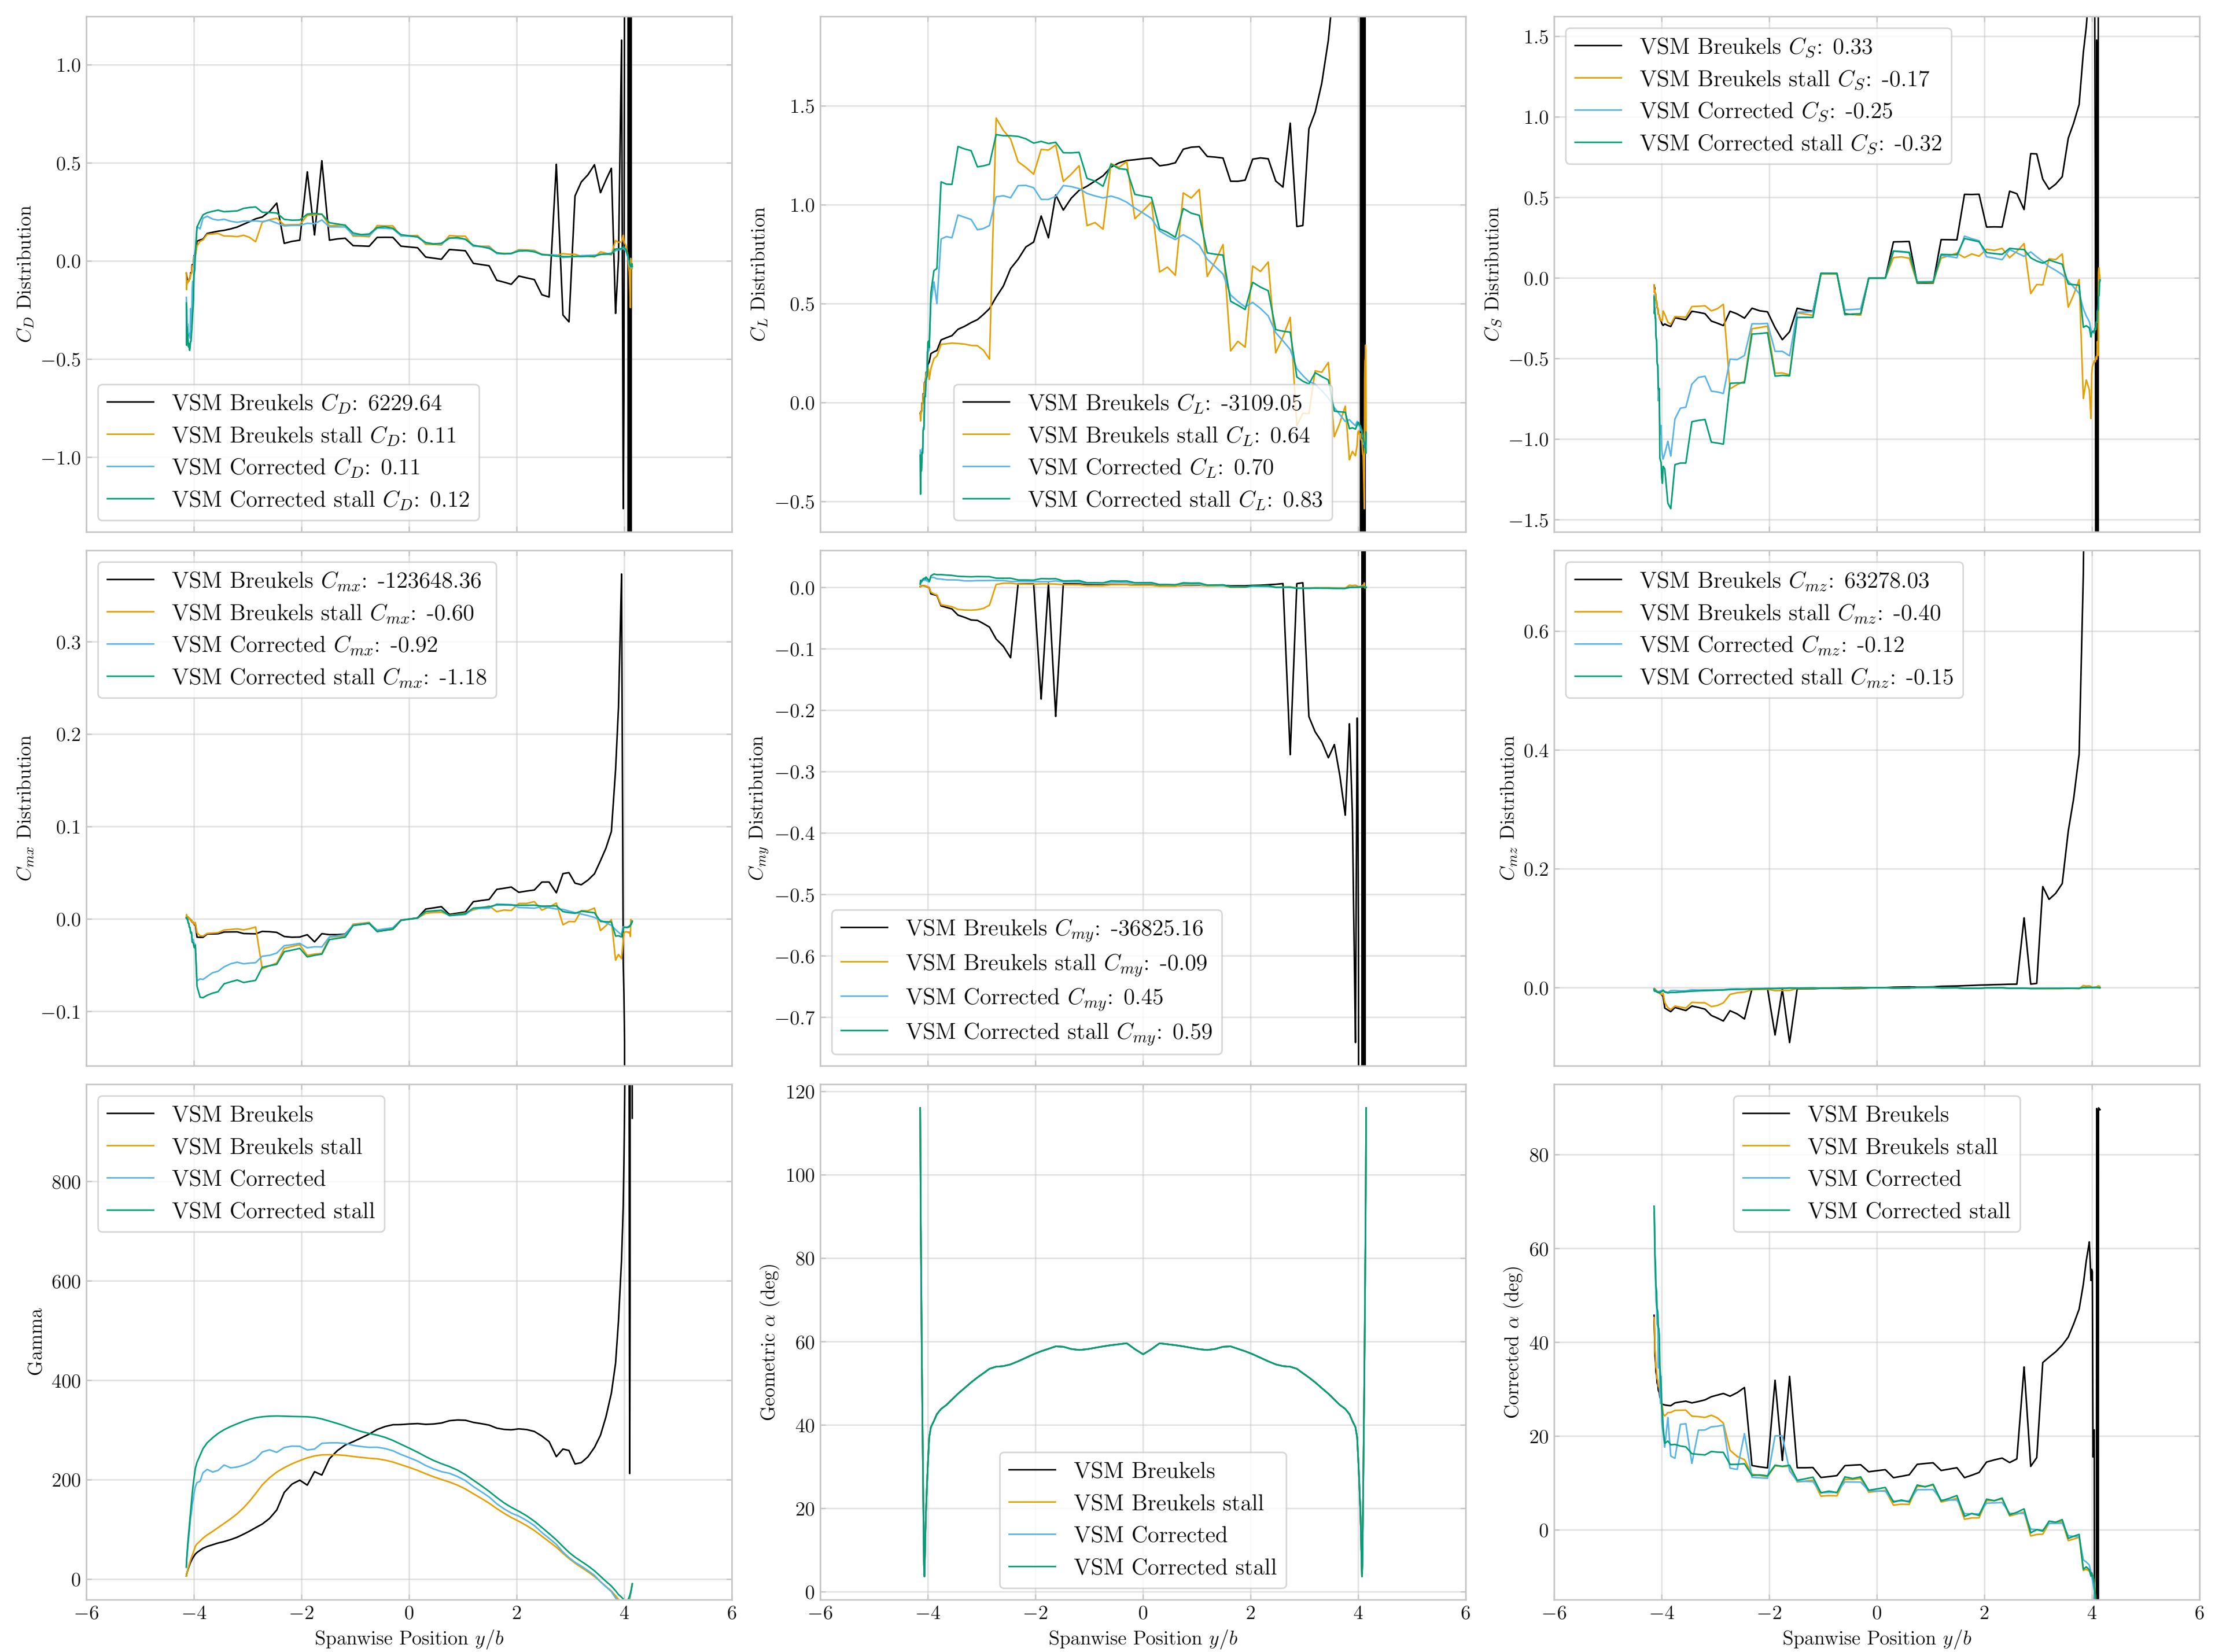 C_D Distribution
1.0
0.5
0.0
−0.5
−1.0
VSM Breukels C_D: 6229.64
VSM Breukels stall C_D: 0.11
VSM Corrected C_D: 0.11
VSM Corrected stall C_D: 0.12
C_L Distribution
1.5
1.0
0.5
0.0
−0.5
VSM Breukels C_L: -3109.05
VSM Breukels stall C_L: 0.64
VSM Corrected C_L: 0.70
VSM Corrected stall C_L: 0.83
C_S Distribution
1.5
1.0
0.5
0.0
−0.5
−1.0
−1.5
VSM Breukels C_S: 0.33
VSM Breukels stall C_S: -0.17
VSM Corrected C_S: -0.25
VSM Corrected stall C_S: -0.32
C_mx Distribution
0.3
0.2
0.1
0.0
−0.1
VSM Breukels C_mx: -123648.36
VSM Breukels stall C_mx: -0.60
VSM Corrected C_mx: -0.92
VSM Corrected stall C_mx: -1.18
C_my Distribution
0.0
−0.1
−0.2
−0.3
−0.4
−0.5
−0.6
−0.7
VSM Breukels C_my: -36825.16
VSM Breukels stall C_my: -0.09
VSM Corrected C_my: 0.45
VSM Corrected stall C_my: 0.59
C_mz Distribution
0.6
0.4
0.2
0.0
VSM Breukels C_mz: 63278.03
VSM Breukels stall C_mz: -0.40
VSM Corrected C_mz: -0.12
VSM Corrected stall C_mz: -0.15
Gamma
800
600
400
200
0
VSM Breukels
VSM Breukels stall
VSM Corrected
VSM Corrected stall
−6 −4 −2 0 2 4 6
Spanwise Position y/b
Geometric α (deg)
120
100
80
60
40
20
0
VSM Breukels
VSM Breukels stall
VSM Corrected
VSM Corrected stall
−6 −4 −2 0 2 4 6
Spanwise Position y/b
Corrected α (deg)
80
60
40
20
0
VSM Breukels
VSM Breukels stall
VSM Corrected
VSM Corrected stall
−6 −4 −2 0 2 4 6
Spanwise Position y/b